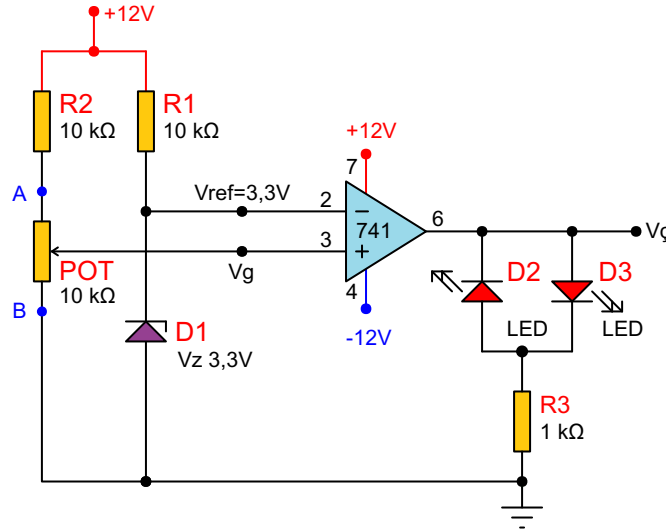 +12V
R2
10 kΩ
R1
10 kΩ
A
POT
10 kΩ
B
Vref=3,3V
Vg
D1
Vz 3,3V
+12V
7
2
3
4
6
741
-12V
D2
LED
D3
LED
Vç
R3
1 kΩ